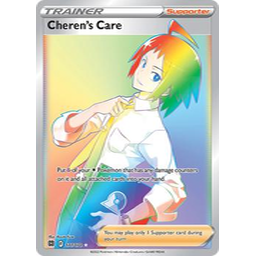 TRAINER
Supporter
Cheren's Care
Put 1 of your Pokémon that has any damage counters
on it and all attached cards into your hand.
You may play only 1 Supporter card during
your turn.